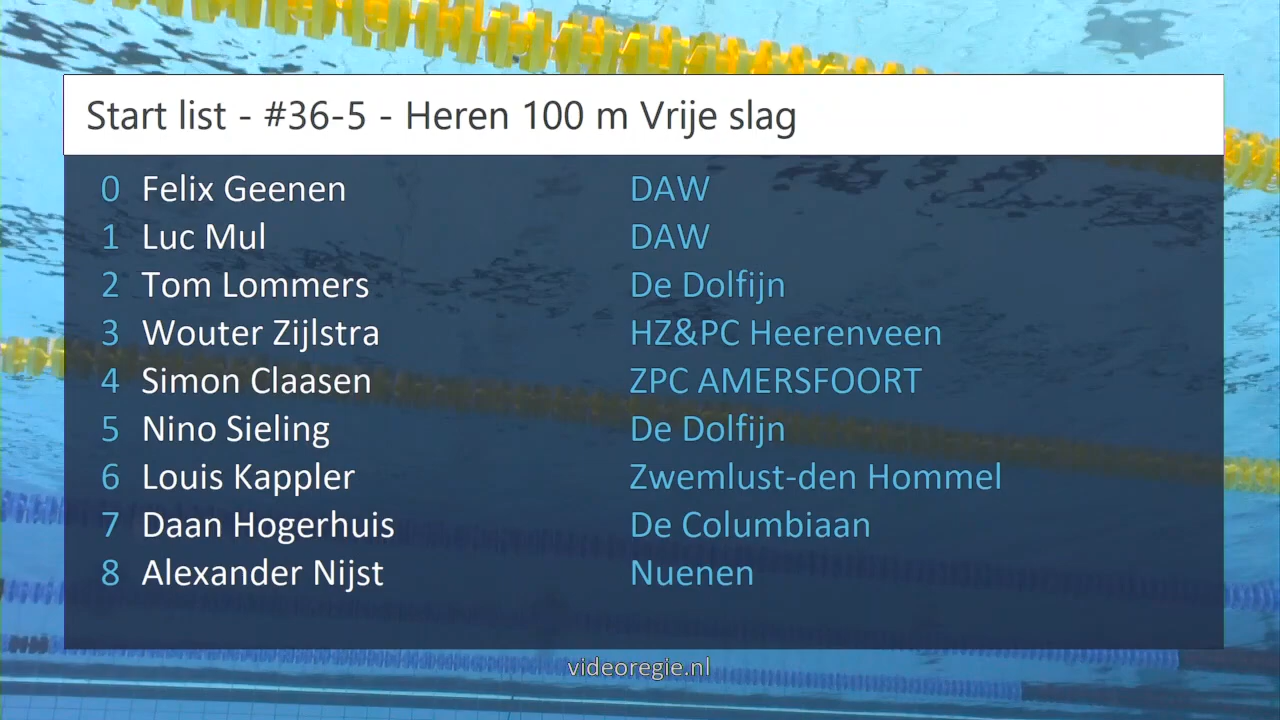 Start list - #36-5 - Heren 100 m Vrije slag
0 Felix Geenen DAW
1 Luc Mul DAW
2 Tom Lommers De Dolfijn
3 Wouter Zijlstra HZ&PC Heerenveen
4 Simon Claasen ZPC AMERSFOORT
5 Nino Sieling De Dolfijn
6 Louis Kappler Zwemlust-den Hommel
7 Daan Hogerhuis De Columbiaan
8 Alexander Nijst Nuenen
videoregie.nl